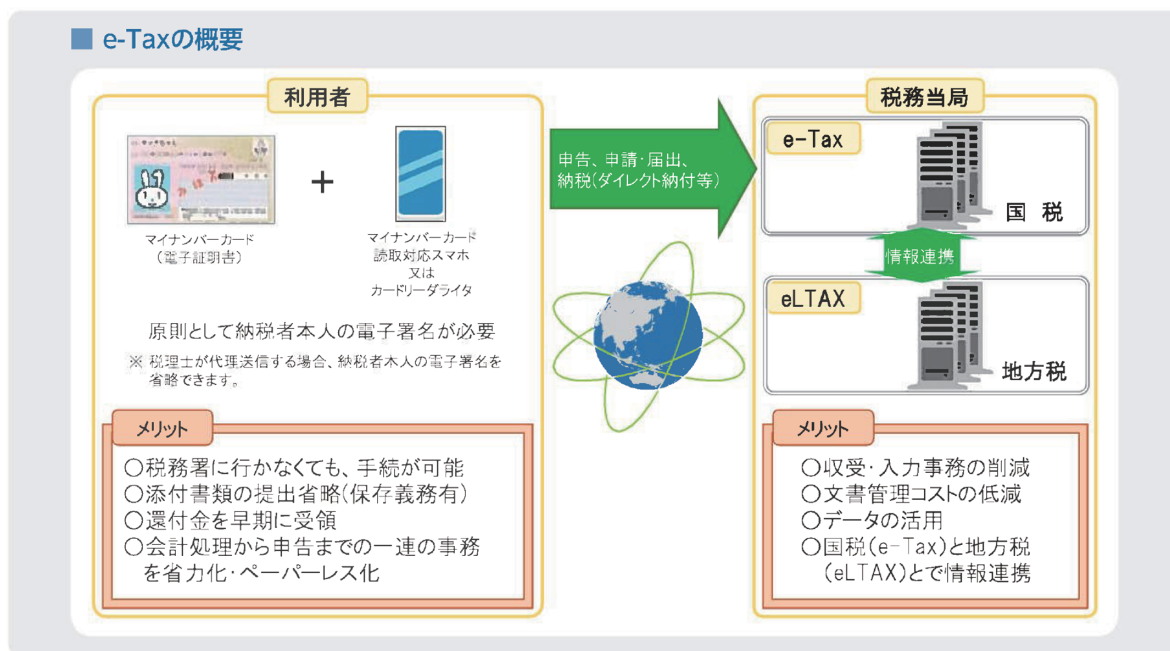 ■ e-Taxの概要
利用者
マイナンバーカード
(電子証明書)
+
マイナンバーカード
読取対応スマホ
又は
カードリーダライタ
原則として納税者本人の電子署名が必要
※ 税理士が代理送信する場合、納税者本人の電子署名を
省略できます。
メリット
○税務署に行かなくても、手続が可能
○添付書類の提出省略(保存義務有)
○還付金を早期に受領
○会計処理から申告までの一連の事務
を省力化・ペーパーレス化
申告、申請・届出、
納税(ダイレクト納付等)
税務当局
e-Tax
国 税
情報連携
eLTAX
地方税
メリット
○収受・入力事務の削減
○文書管理コストの低減
○データの活用
○国税(e-Tax)と地方税
(eLTAX)とで情報連携